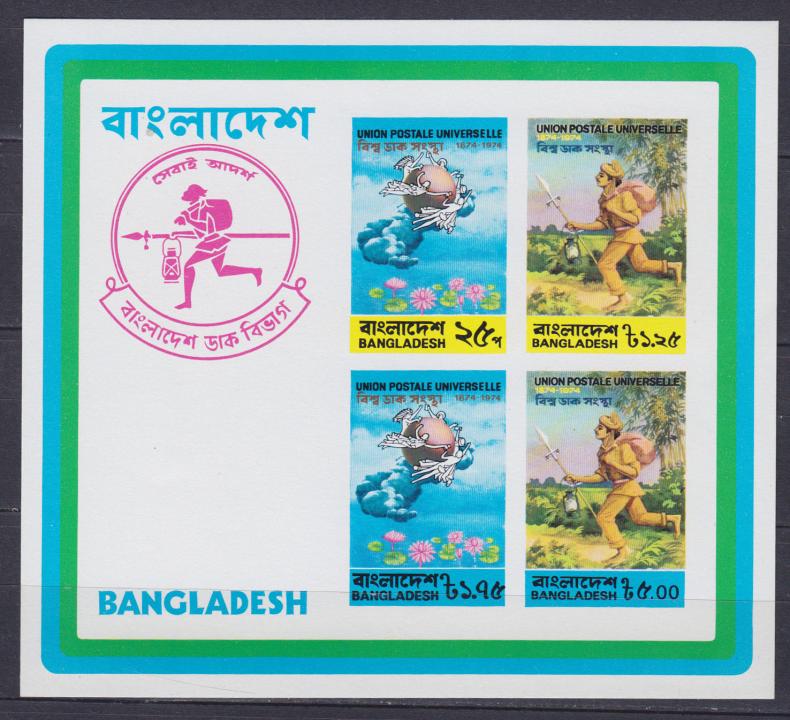 বাংলাদেশ
সেবাই আদর্শ
বাংলাদেশ ডাক বিভাগ
UNION POSTALE UNIVERSELLE
বিশ্ব ডাক সংস্থা 1874-1974
বাংলাদেশ ২৫প
BANGLADESH
UNION POSTALE UNIVERSELLE
1874-1974
বিশ্ব ডাক সংস্থা
বাংলাদেশ ৳১.২৫
BANGLADESH
UNION POSTALE UNIVERSELLE
বিশ্ব ডাক সংস্থা 1874-1974
বাংলাদেশ ৳১.৭৫
BANGLADESH
UNION POSTALE UNIVERSELLE
1874-1974
বিশ্ব ডাক সংস্থা
বাংলাদেশ ৳৫.00
BANGLADESH
BANGLADESH